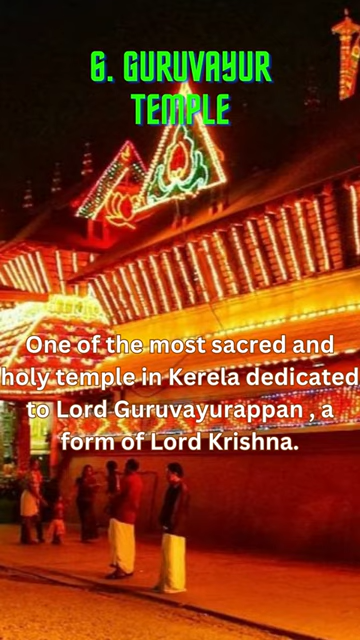 6. GURUVAYUR
TEMPLE
One of the most sacred and
holy temple in Kerela dedicated
to Lord Guruvayurappan , a
form of Lord Krishna.